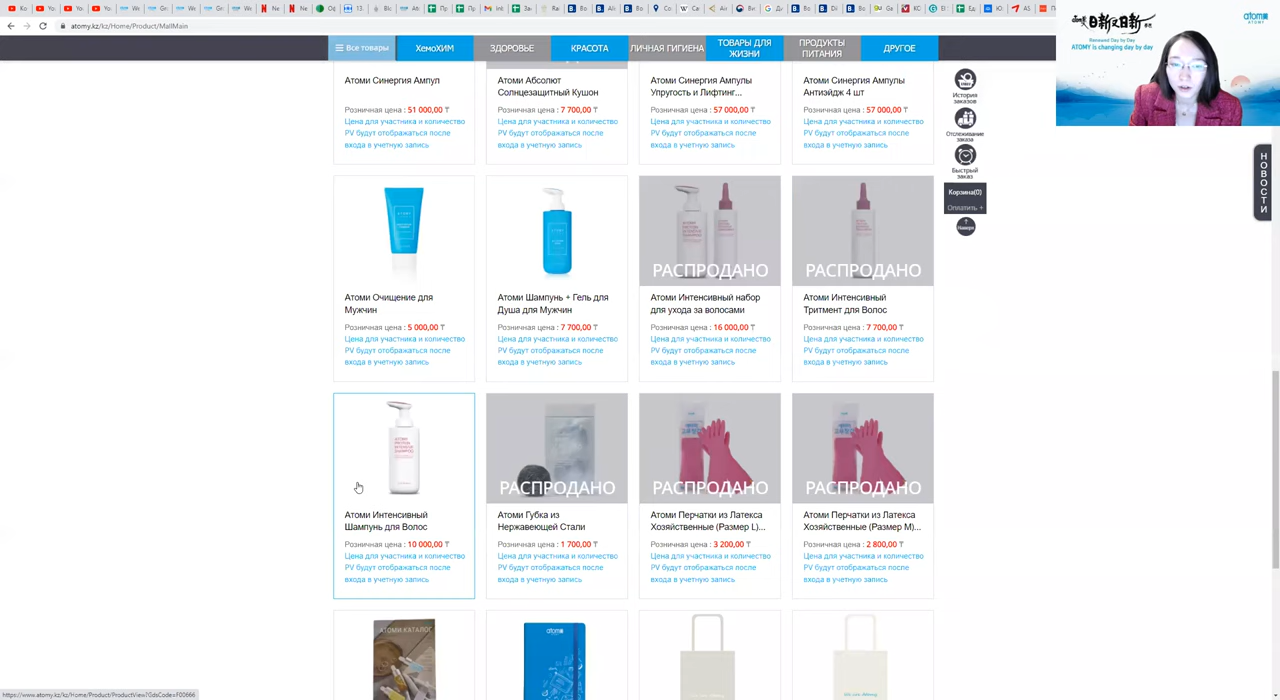 atomy.kz/kz/Home/Product/MallMain
Все товары
ХемоХИМ
ЗДОРОВЬЕ
КРАСОТА
ЛИЧНАЯ ГИГИЕНА
ТОВАРЫ ДЛЯ
ЖИЗНИ
ПРОДУКТЫ
ПИТАНИЯ
ДРУГОЕ
Renewed Day by Day
ATOMY is changing day by day
atom
ATOMY
История
заказов
Отслеживание
заказа
Быстрый
заказ
Корзина(0)
Оплатить +
Наверх
НОВОСТИ
Атоми Синергия Ампул
Розничная цена : 51 000,00 ₸
Цена для участника и количество
PV будут отображаться после
входа в учетную запись
Атоми Абсолют
Солнцезащитный Кушон
Розничная цена : 7 700,00 ₸
Цена для участника и количество
PV будут отображаться после
входа в учетную запись
Атоми Синергия Ампулы
Упругость и Лифтинг...
Розничная цена : 57 000,00 ₸
Цена для участника и количество
PV будут отображаться после
входа в учетную запись
Атоми Синергия Ампулы
Антиэйдж 4 шт
Розничная цена : 57 000,00 ₸
Цена для участника и количество
PV будут отображаться после
входа в учетную запись
Атоми Очищение для
Мужчин
Розничная цена : 5 000,00 ₸
Цена для участника и количество
PV будут отображаться после
входа в учетную запись
Атоми Шампунь + Гель для
Душа для Мужчин
Розничная цена : 7 700,00 ₸
Цена для участника и количество
PV будут отображаться после
входа в учетную запись
РАСПРОДАНО
Атоми Интенсивный набор
для ухода за волосами
Розничная цена : 16 000,00 ₸
Цена для участника и количество
PV будут отображаться после
входа в учетную запись
РАСПРОДАНО
Атоми Интенсивный
Тритмент для Волос
Розничная цена : 7 700,00 ₸
Цена для участника и количество
PV будут отображаться после
входа в учетную запись
Атоми Интенсивный
Шампунь для Волос
Розничная цена : 10 000,00 ₸
Цена для участника и количество
PV будут отображаться после
входа в учетную запись
РАСПРОДАНО
Атоми Губка из
Нержавеющей Стали
Розничная цена : 1 700,00 ₸
Цена для участника и количество
PV будут отображаться после
входа в учетную запись
РАСПРОДАНО
Атоми Перчатки из Латекса
Хозяйственные (Размер L)...
Розничная цена : 3 200,00 ₸
Цена для участника и количество
PV будут отображаться после
входа в учетную запись
РАСПРОДАНО
Атоми Перчатки из Латекса
Хозяйственные (Размер M)...
Розничная цена : 2 800,00 ₸
Цена для участника и количество
PV будут отображаться после
входа в учетную запись
АТОМИ КАТАЛОГ
atom
https://www.atomy.kz/kz/Home/Product/ProductView?GdsCode=F00666